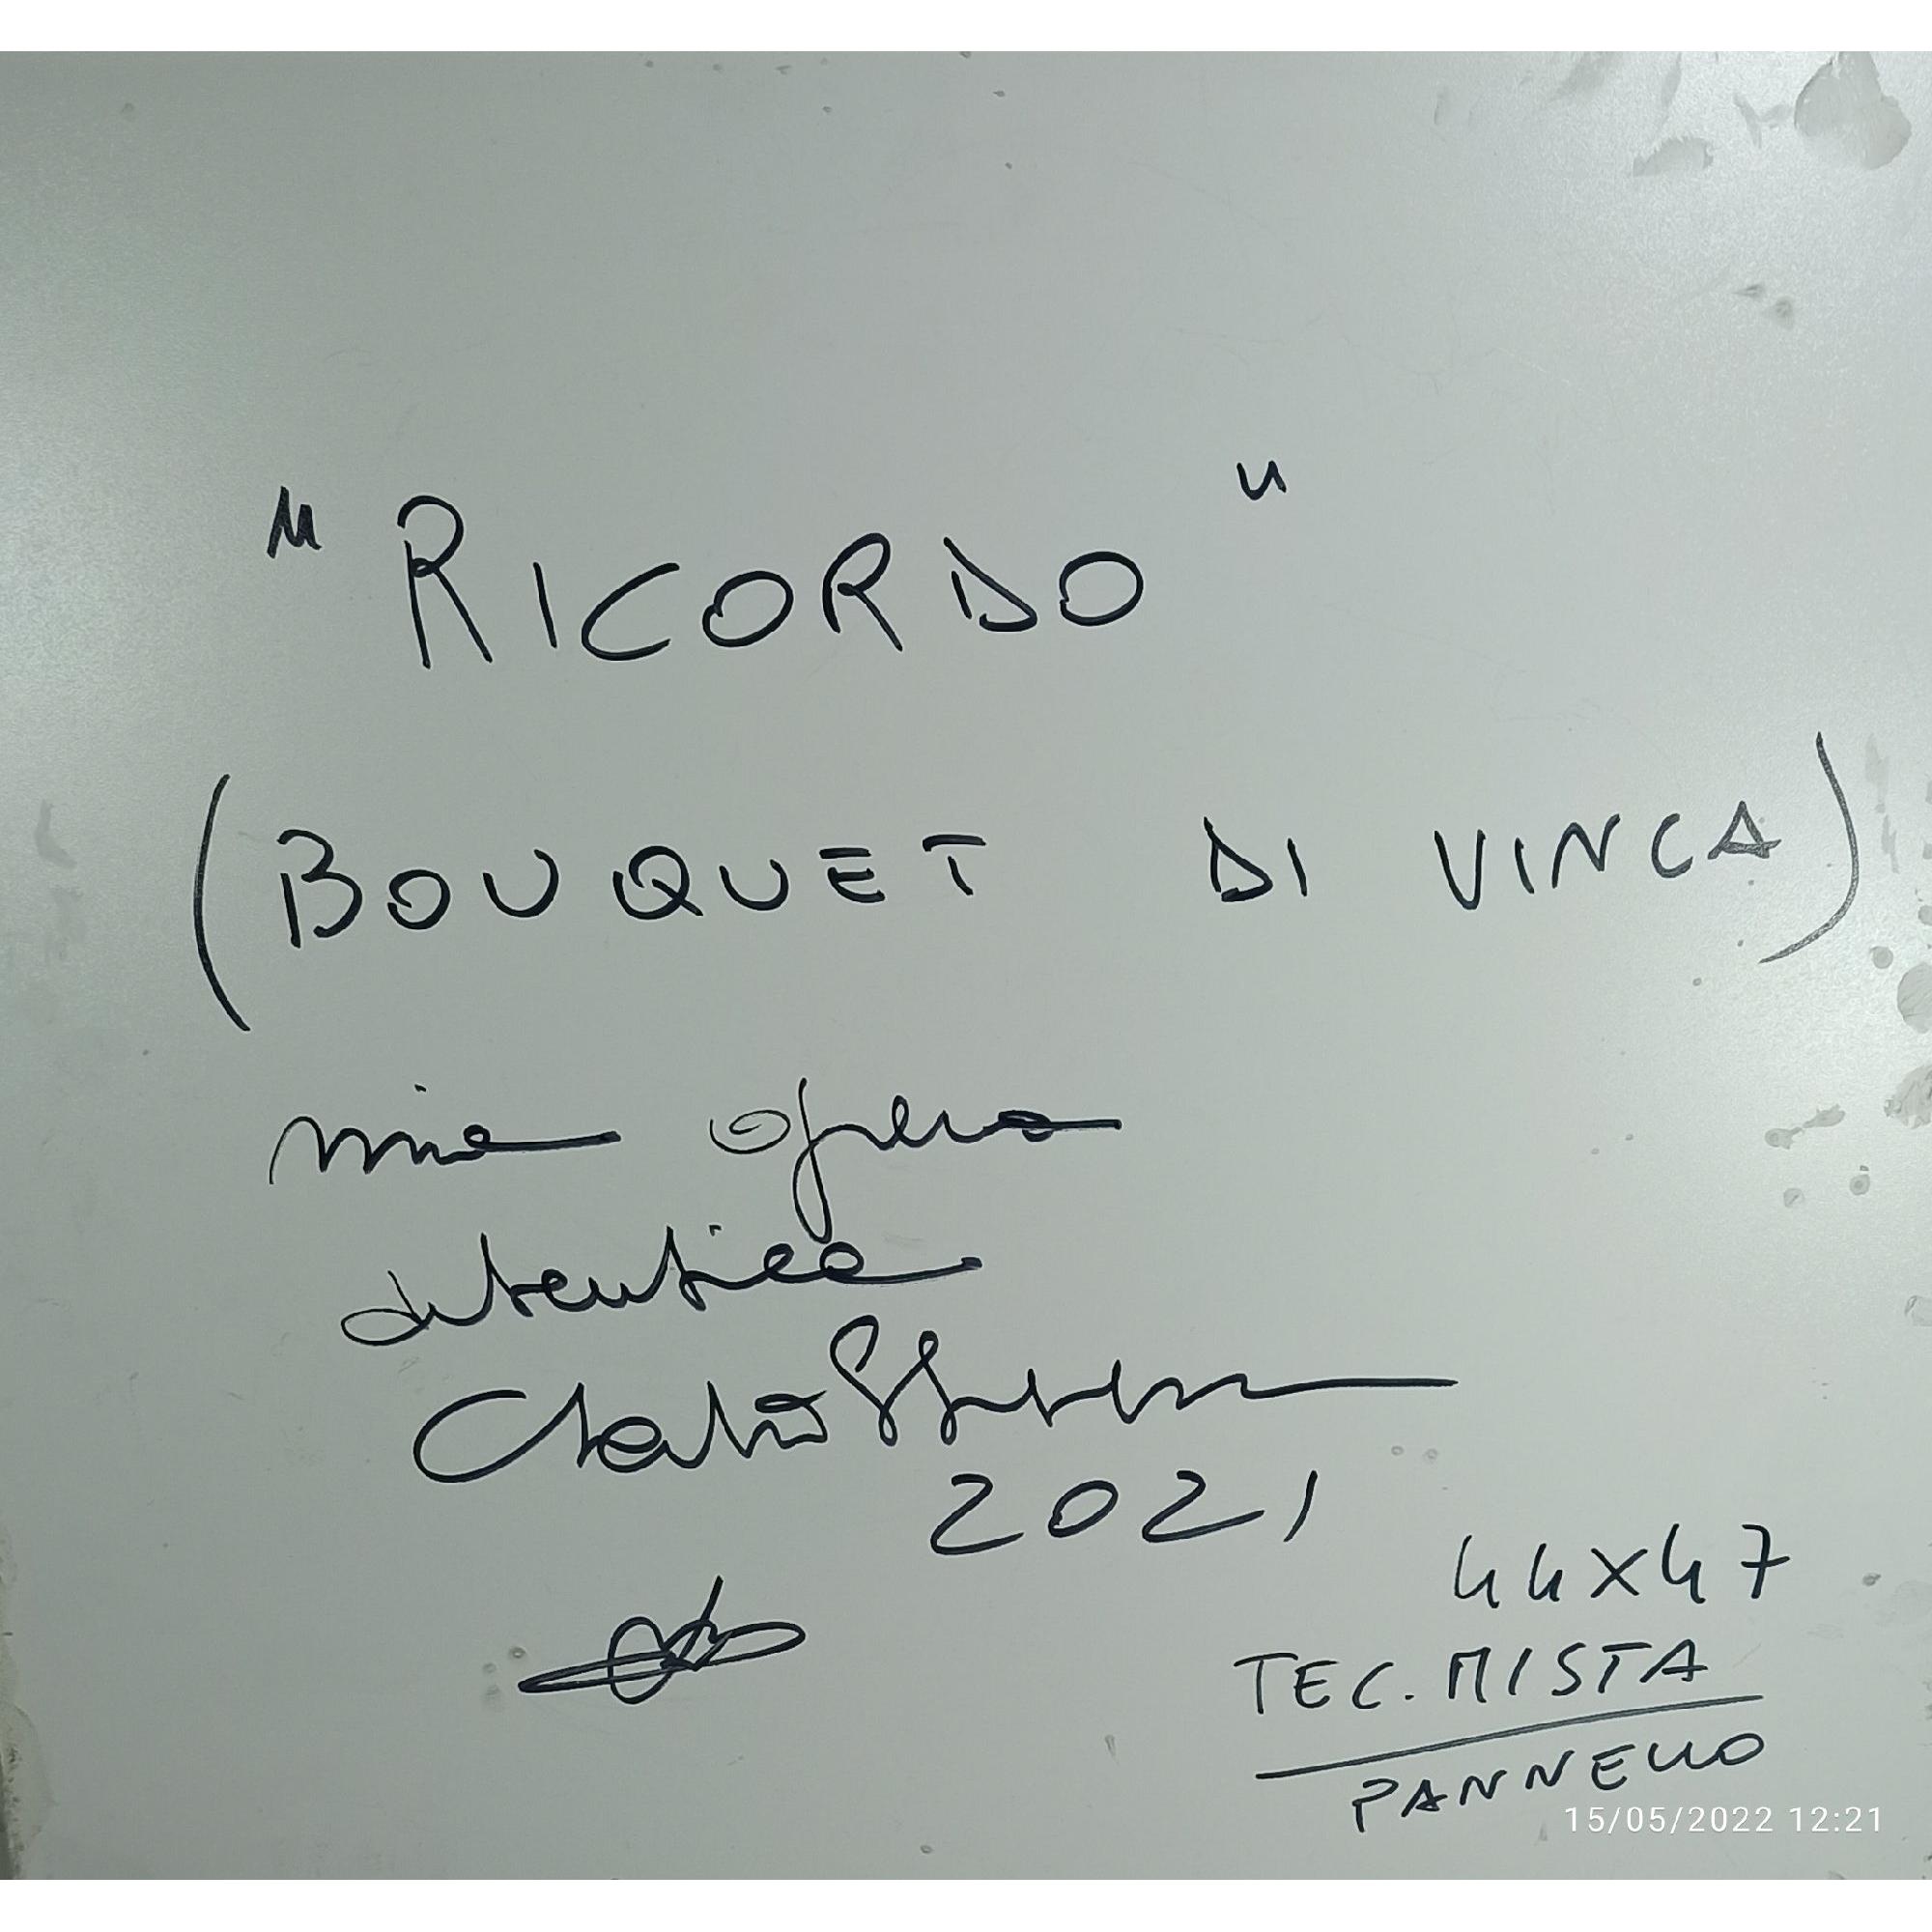 "RICORDO"
(BOUQUET DI VINCA)
mia opera
autentica
2021
44X47
TEC. MISTA
PANNELLO
15/05/2022 12:21